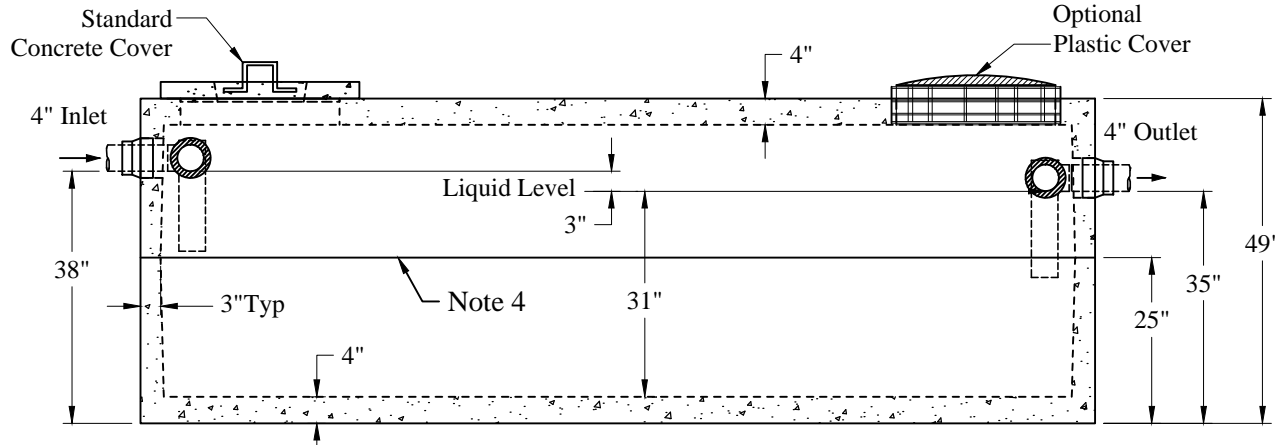 Standard
Concrete Cover
Optional
Plastic Cover
4"
4" Inlet
4" Outlet
Liquid Level
3"
38"
3"Typ
Note 4
31"
4"
25"
35"
49'